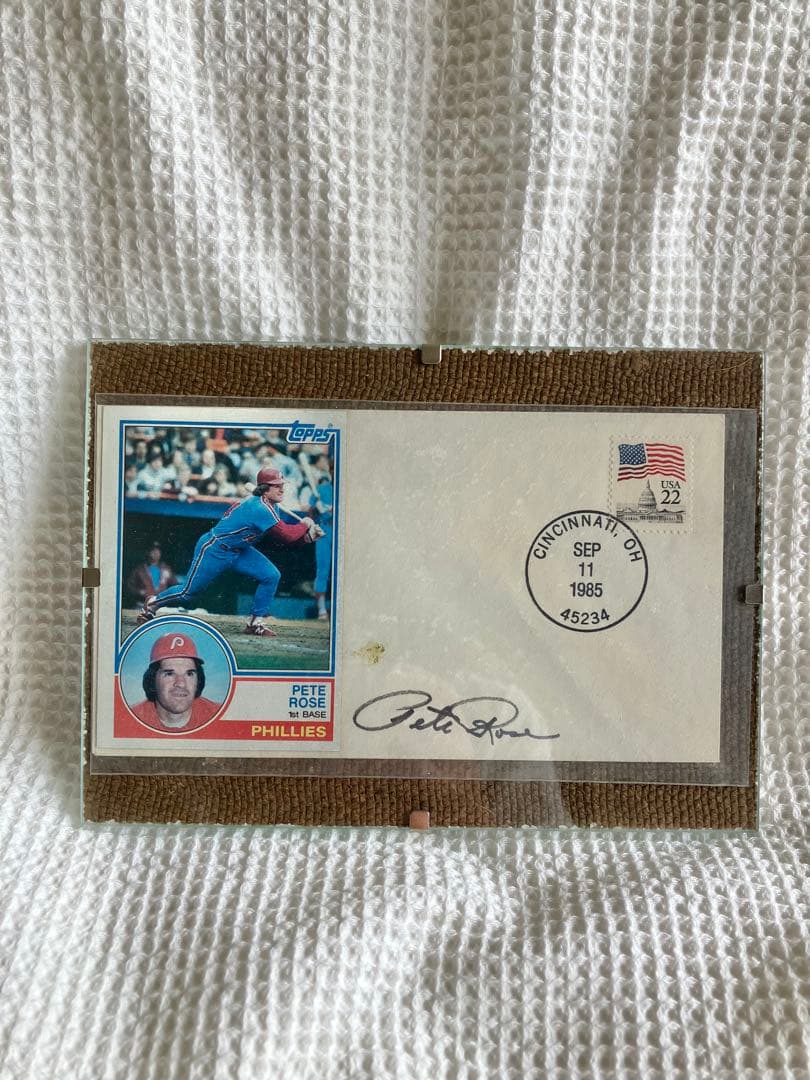 topps
USA
22
CINCINNATI, OH
SEP
11
1985
45234
P
PETE
ROSE
1st BASE
PHILLIES
Pete Rose